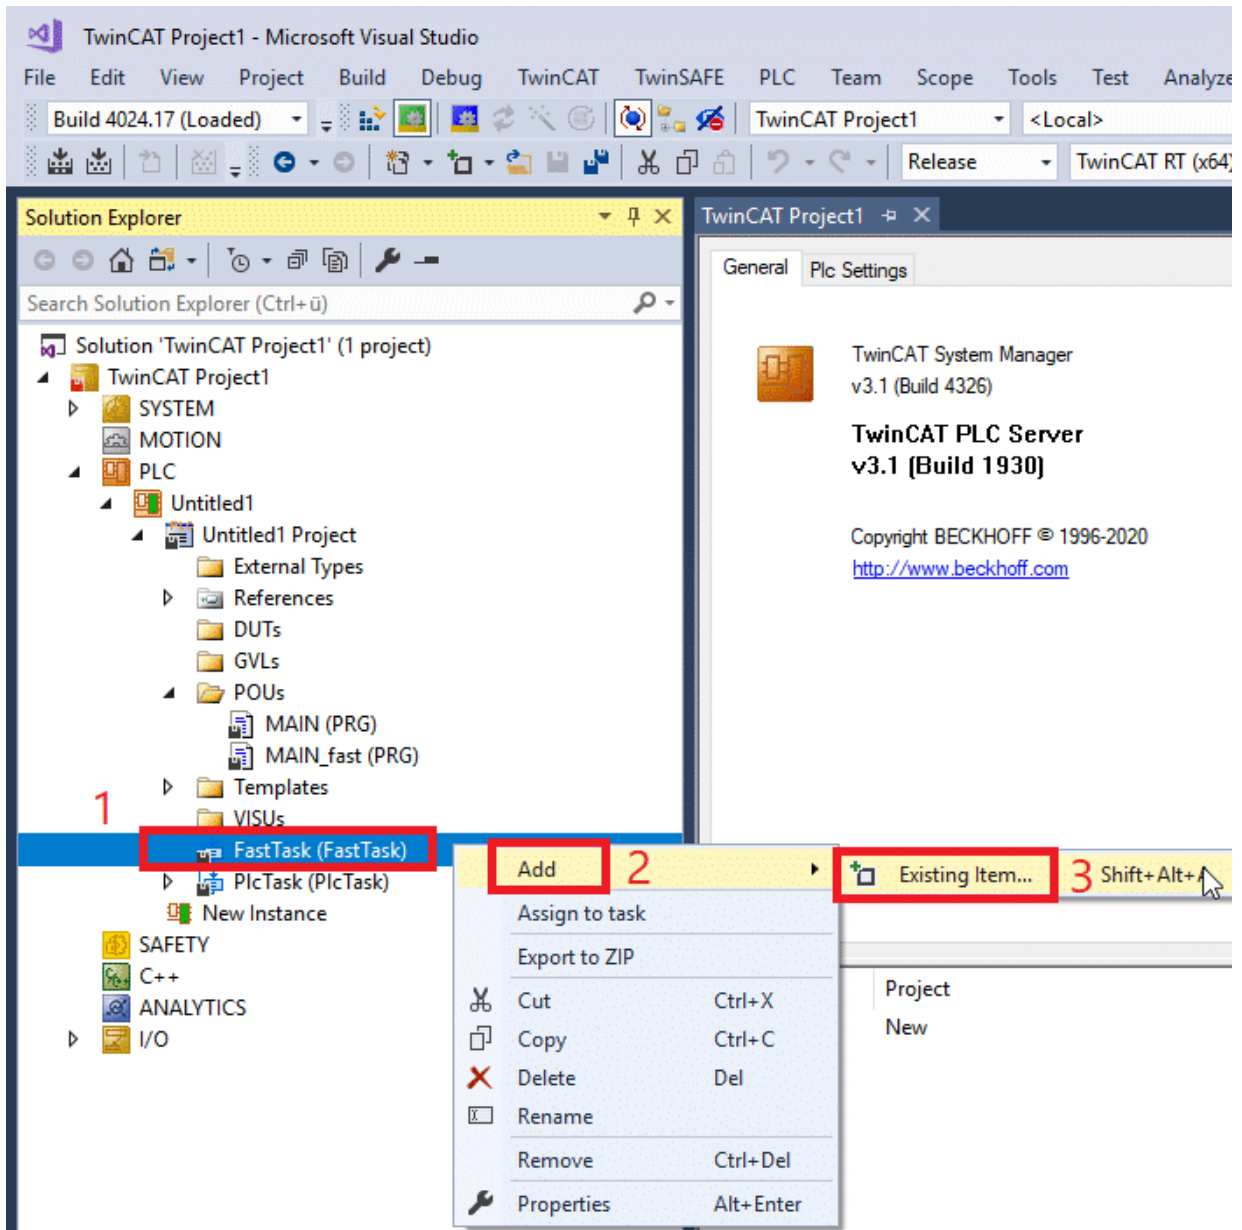 TwinCAT Project1 - Microsoft Visual Studio
File Edit View Project Build Debug TwinCAT TwinSAFE PLC Team Scope Tools Test Analyze
Build 4024.17 (Loaded) TwinCAT Project1 <Local>
Release TwinCAT RT (x64)
Solution Explorer
TwinCAT Project1
Search Solution Explorer (Ctrl+ü)
General Plc Settings
Solution 'TwinCAT Project1' (1 project)
TwinCAT Project1
SYSTEM
MOTION
PLC
Untitled1
Untitled1 Project
External Types
References
DUTs
GVLs
POUs
MAIN (PRG)
MAIN_fast (PRG)
Templates
VISUs
1
FastTask (FastTask)
PlcTask (PlcTask)
New Instance
SAFETY
C++
ANALYTICS
I/O
TwinCAT System Manager
v3.1 (Build 4326)
TwinCAT PLC Server
v3.1 (Build 1930)
Copyright BECKHOFF © 1996-2020
http://www.beckhoff.com
Add 2
Existing Item... 3 Shift+Alt+A
Assign to task
Export to ZIP
Cut Ctrl+X
Copy Ctrl+C
Delete Del
Rename
Remove Ctrl+Del
Properties Alt+Enter
Project
New